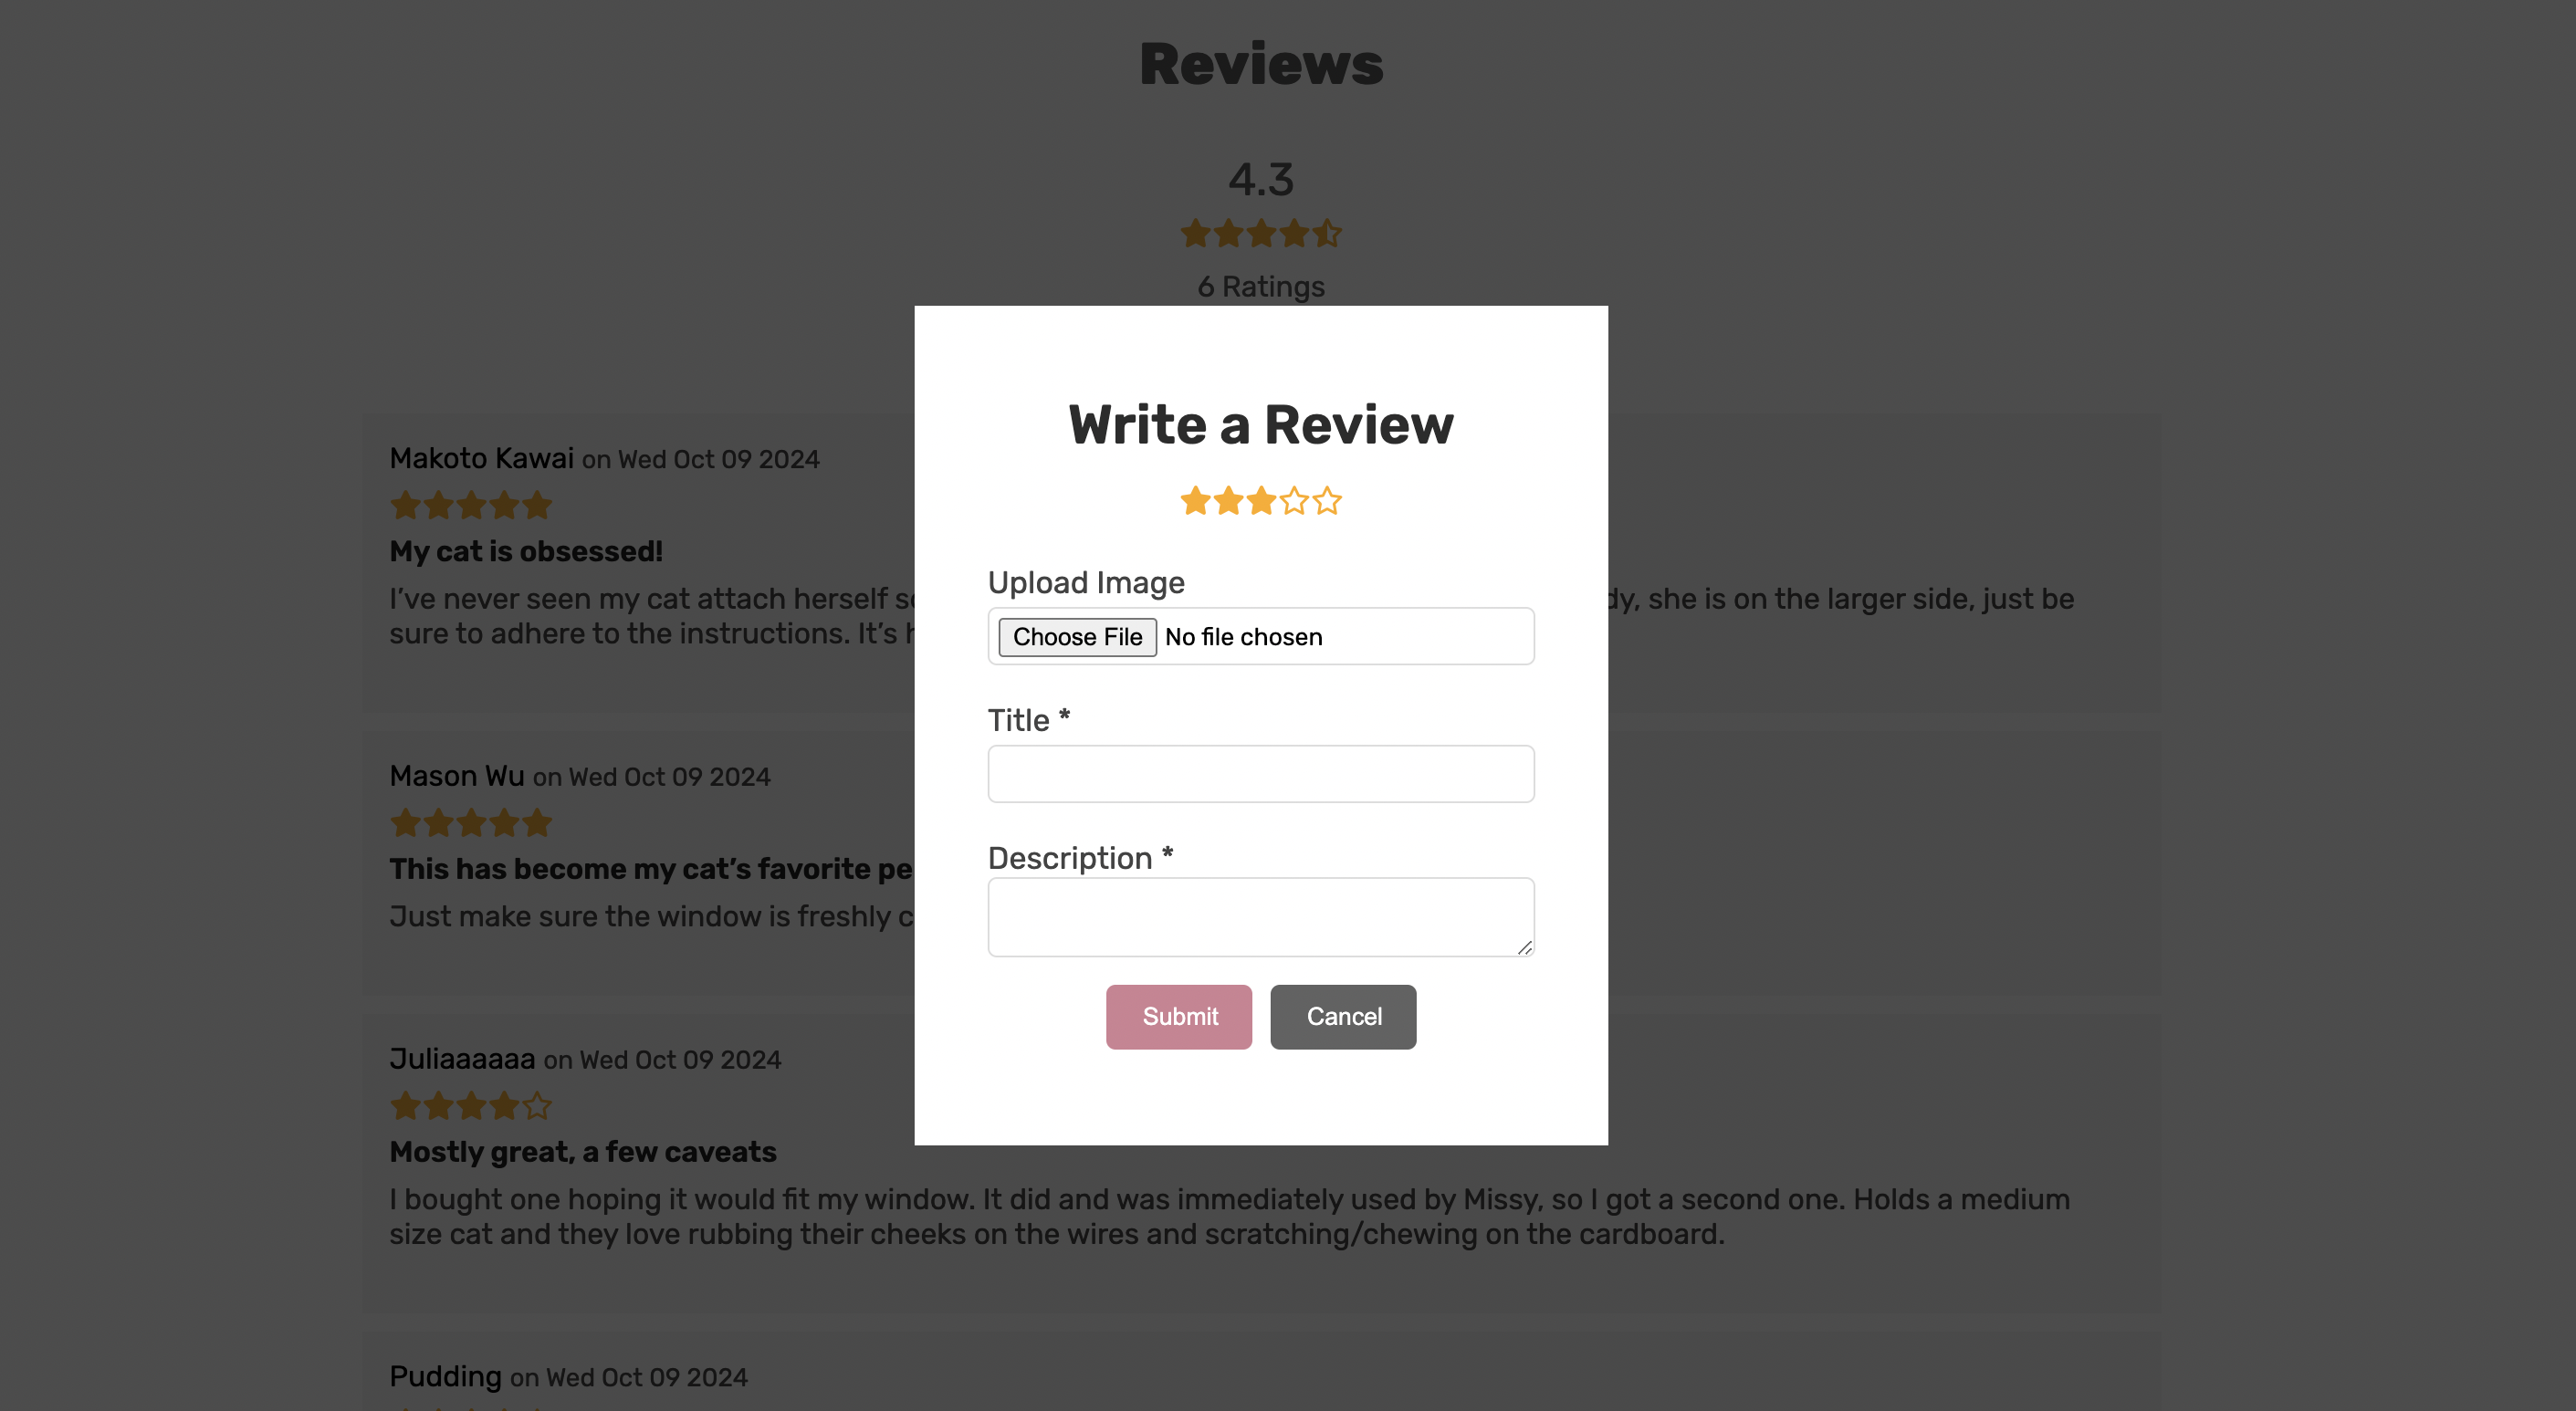 Reviews
4.3
6 Ratings
Write a Review
Upload Image
Choose File No file chosen
Title *
Description *
Submit
Cancel
Makoto Kawai on Wed Oct 09 2024
My cat is obsessed!
I’ve never seen my cat attach herself dy, she is on the larger side, just be
sure to adhere to the instructions. It’s
Mason Wu on Wed Oct 09 2024
This has become my cat’s favorite
Just make sure the window is freshly
Juliaaaaaa on Wed Oct 09 2024
Mostly great, a few caveats
I bought one hoping it would fit my window. It did and was immediately used by Missy, so I got a second one. Holds a medium
size cat and they love rubbing their cheeks on the wires and scratching/chewing on the cardboard.
Pudding on Wed Oct 09 2024